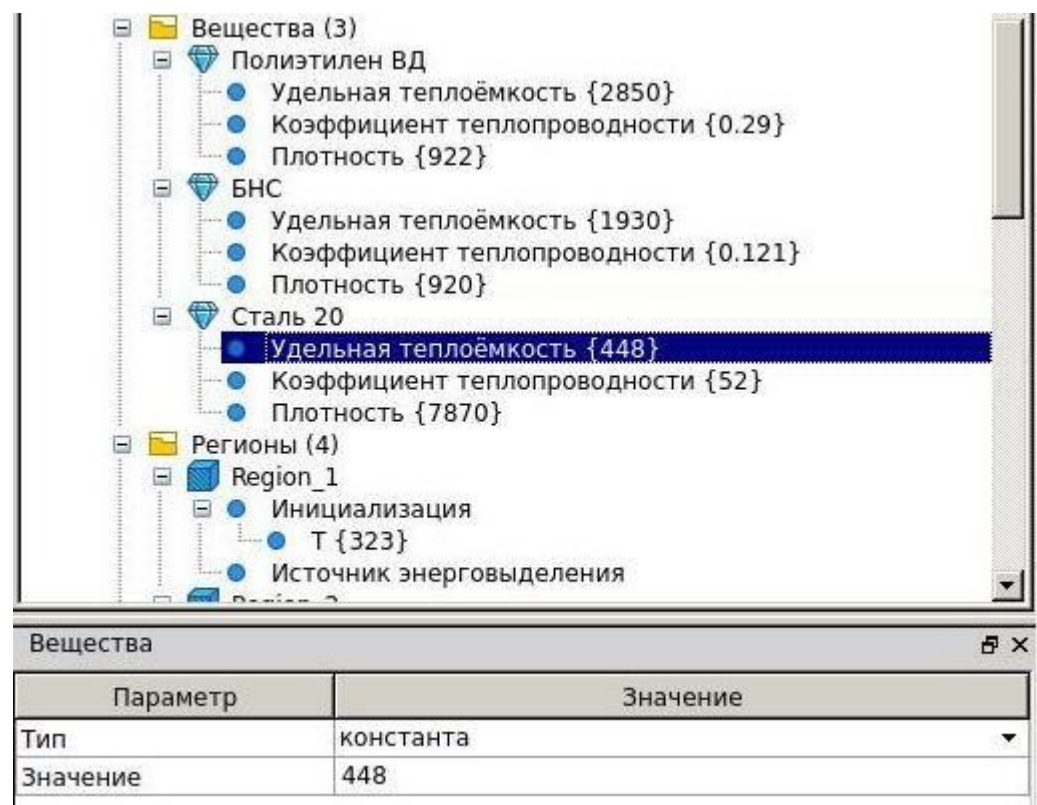 Вещества (3)
Полиэтилен ВД
Удельная теплоёмкость {2850}
Коэффициент теплопроводности {0.29}
Плотность {922}
БНС
Удельная теплоёмкость {1930}
Коэффициент теплопроводности {0.121}
Плотность {920}
Сталь 20
Удельная теплоёмкость {448}
Коэффициент теплопроводности {52}
Плотность {7870}
Регионы (4)
Region_1
Инициализация
T {323}
Источник энерговыделения
Вещества
Параметр Значение
Тип константа
Значение 448